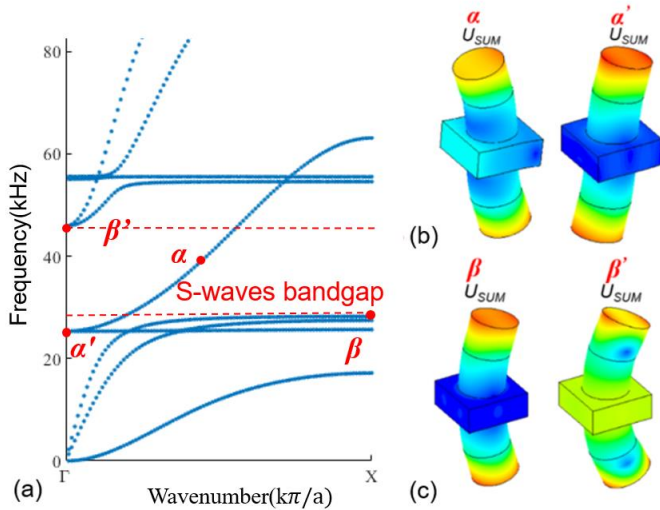 (a)
Frequency(kHz)
80
60
40
20
0
β'
α
S-waves bandgap
α'
β
Γ
X
Wavenumber(kπ/a)
α
U_SUM
α'
U_SUM
(b)
β
U_SUM
β'
U_SUM
(c)